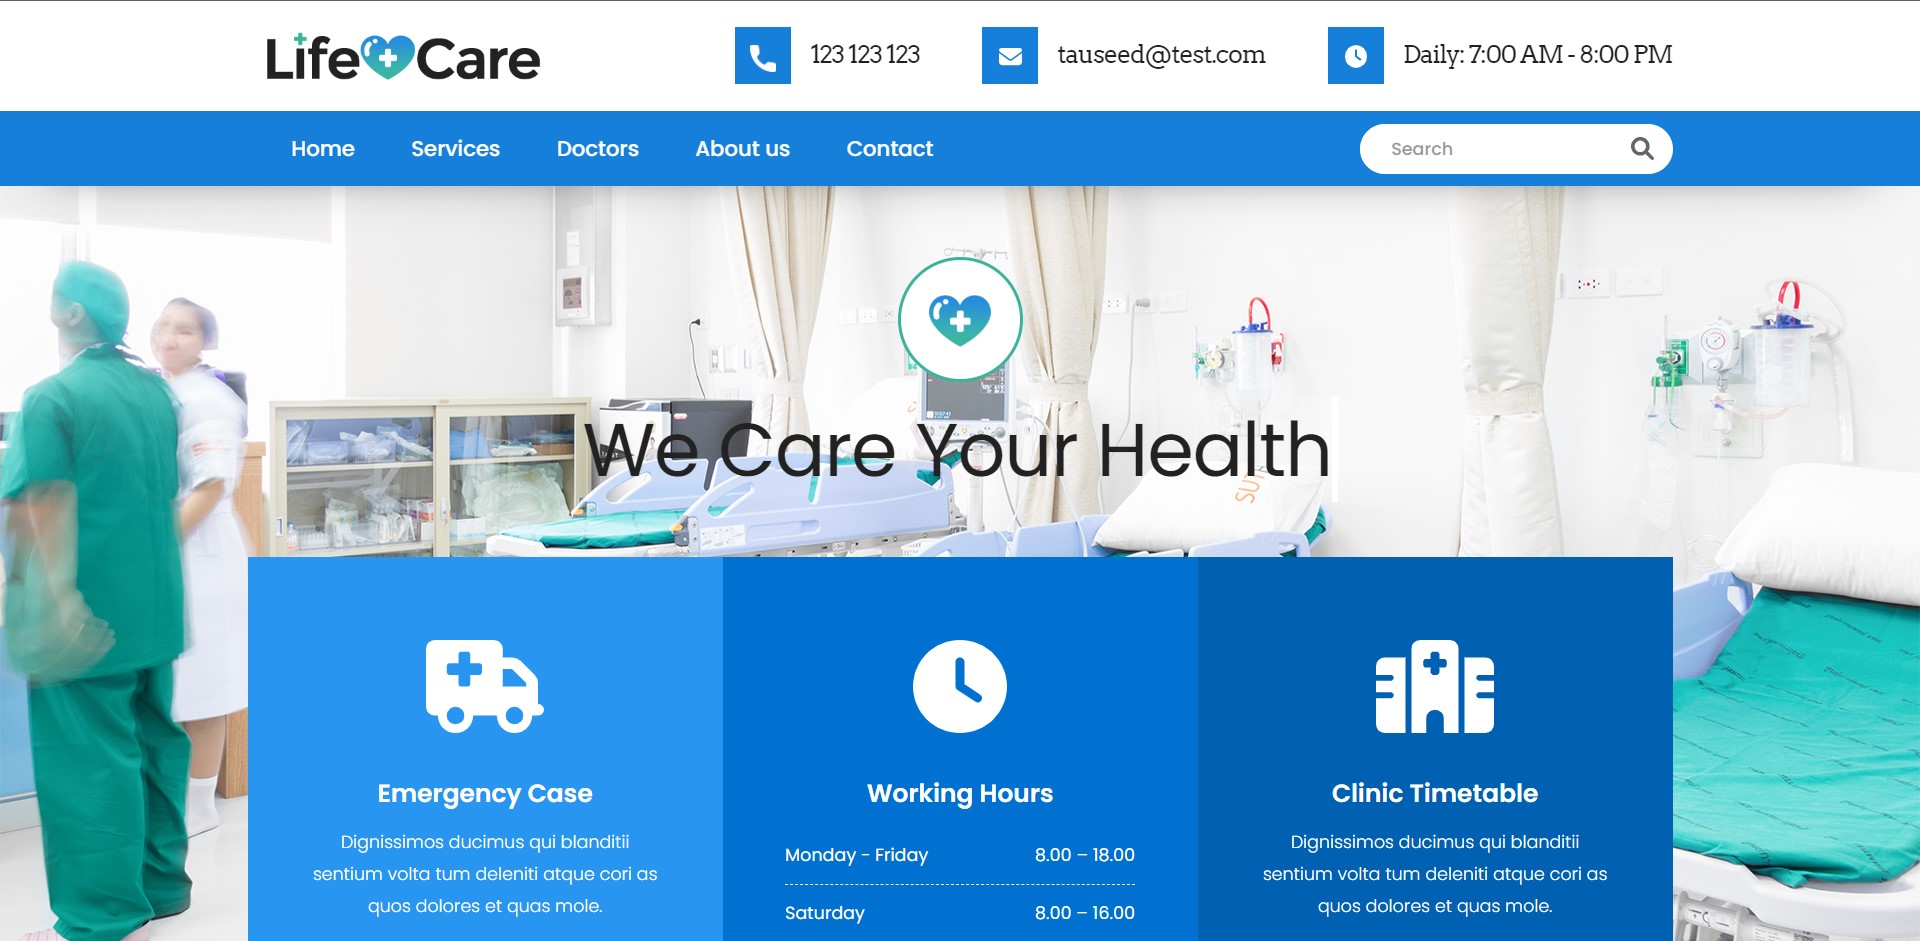 Life Care
123 123 123
tauseed@test.com
Daily: 7:00 AM - 8:00 PM
Home
Services
Doctors
About us
Contact
Search
We Care Your Health
Emergency Case
Dignissimos ducimus qui blanditii
sentium volta tum deleniti atque cori as
quos dolores et quas mole.
Working Hours
Monday - Friday 8.00 – 18.00
Saturday 8.00 – 16.00
Clinic Timetable
Dignissimos ducimus qui blanditii
sentium volta tum deleniti atque cori as
quos dolores et quas mole.